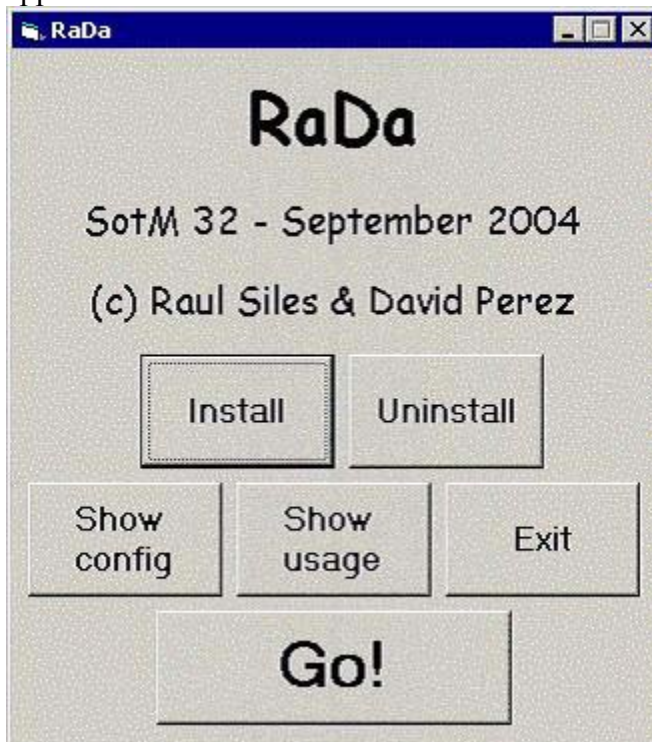 RaDa
RaDa
SotM 32 - September 2004
(c) Raul Siles & David Perez
Install Uninstall
Show config Show usage Exit
Go!